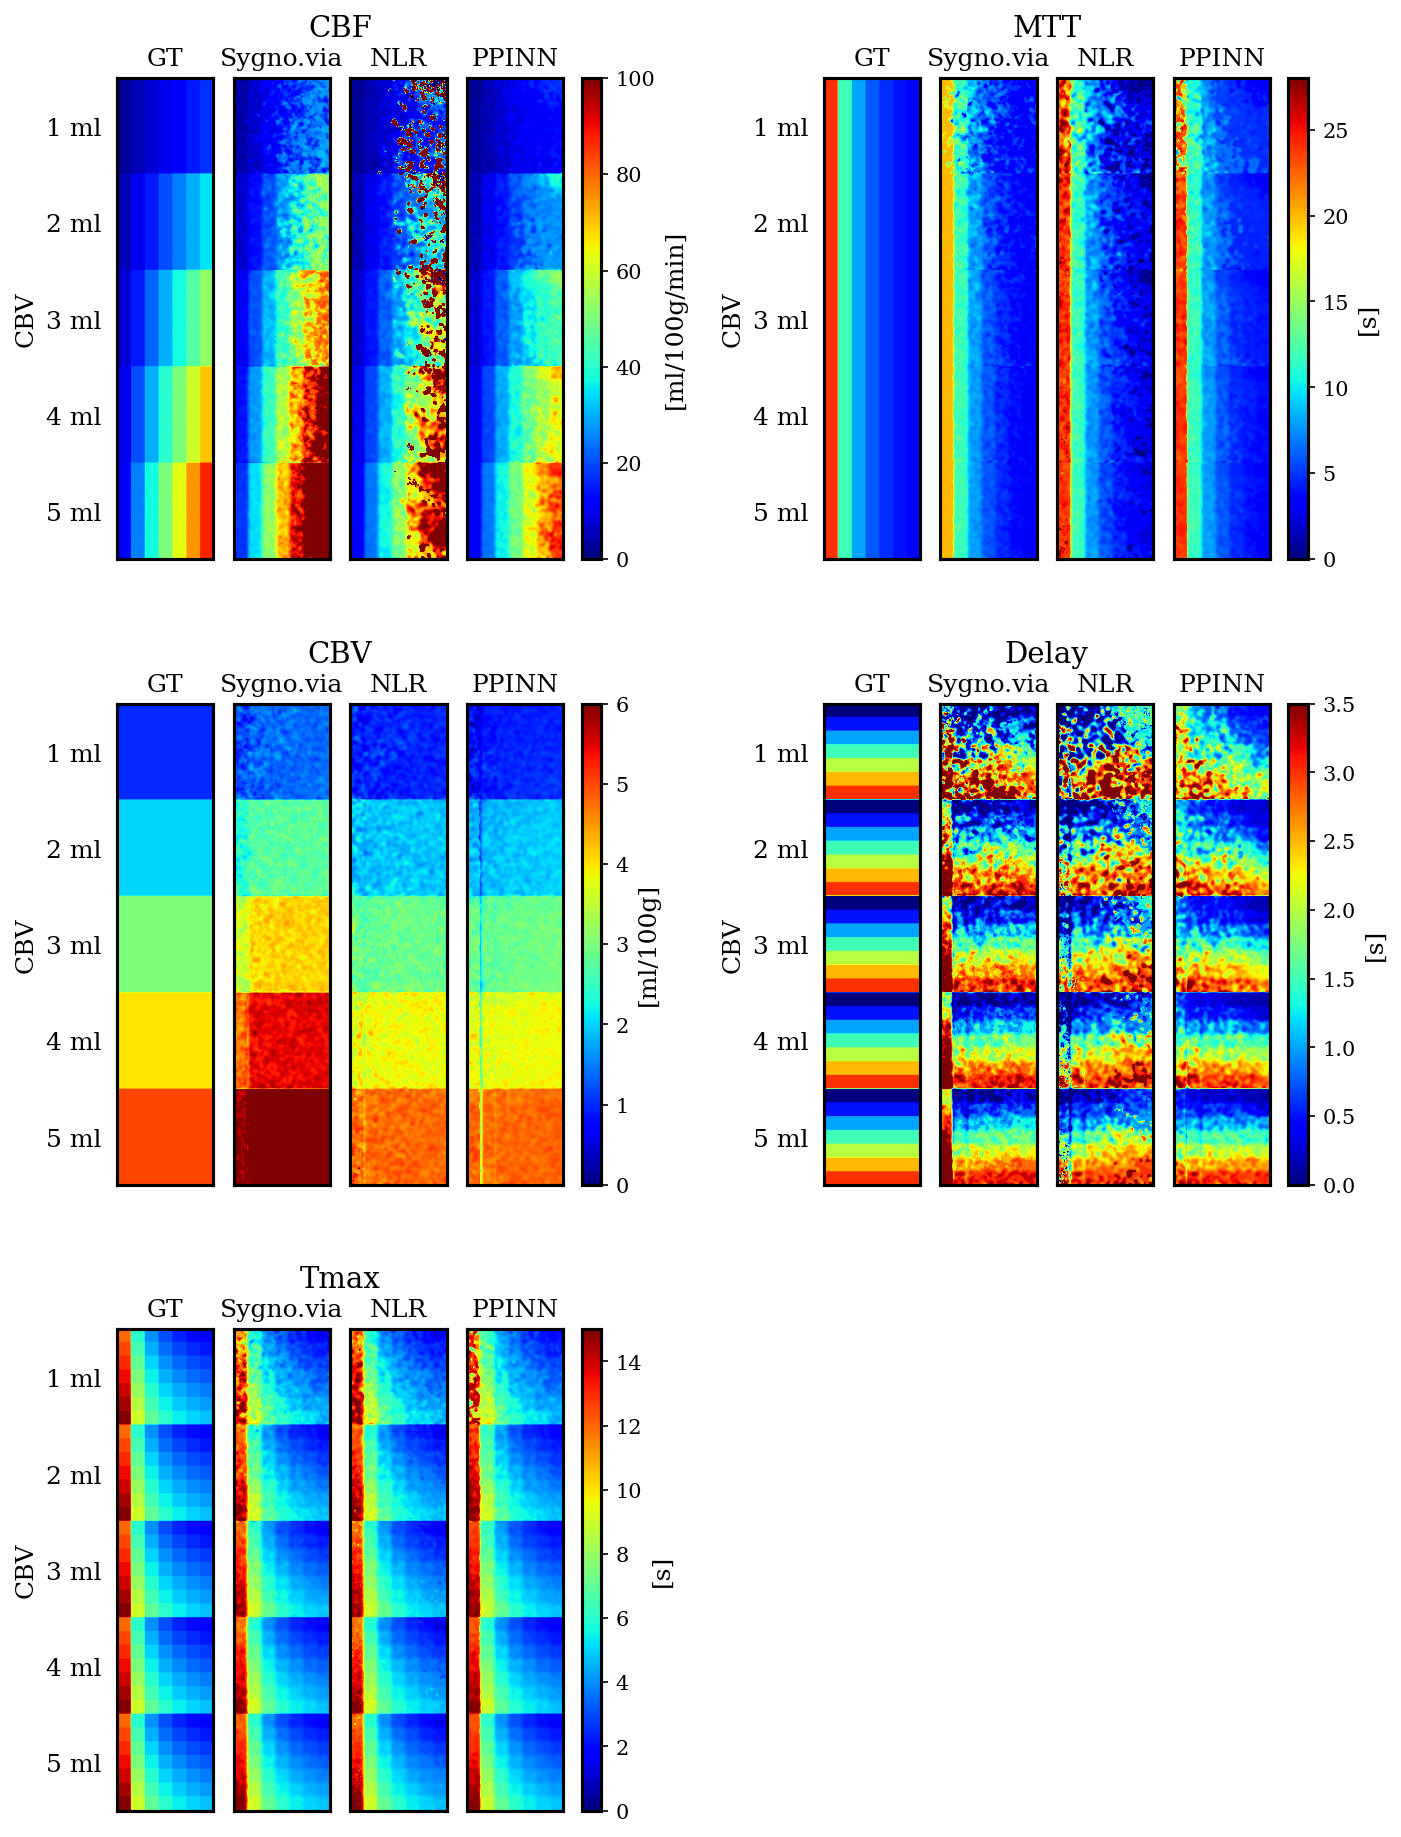 CBF
GT Sygno.via NLR PPINN
CBV
1 ml
2 ml
3 ml
4 ml
5 ml
100
80
60
40
20
0
[ml/100g/min]
MTT
GT Sygno.via NLR PPINN
CBV
1 ml
2 ml
3 ml
4 ml
5 ml
25
20
15
10
5
0
[s]
CBV
GT Sygno.via NLR PPINN
CBV
1 ml
2 ml
3 ml
4 ml
5 ml
6
5
4
3
2
1
0
[ml/100g]
Delay
GT Sygno.via NLR PPINN
CBV
1 ml
2 ml
3 ml
4 ml
5 ml
3.5
3.0
2.5
2.0
1.5
1.0
0.5
0.0
[s]
Tmax
GT Sygno.via NLR PPINN
CBV
1 ml
2 ml
3 ml
4 ml
5 ml
14
12
10
8
6
4
2
0
[s]